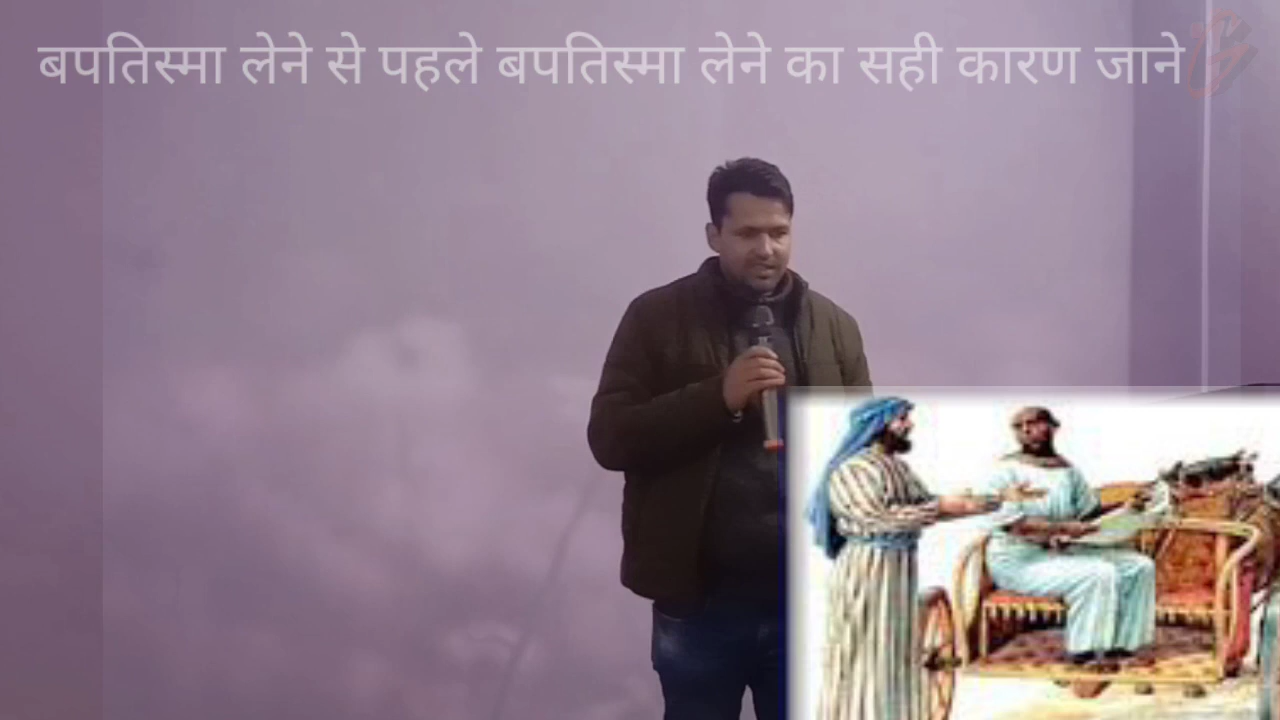 बपतिस्मा लेने से पहले बपतिस्मा लेने का सही कारण जाने